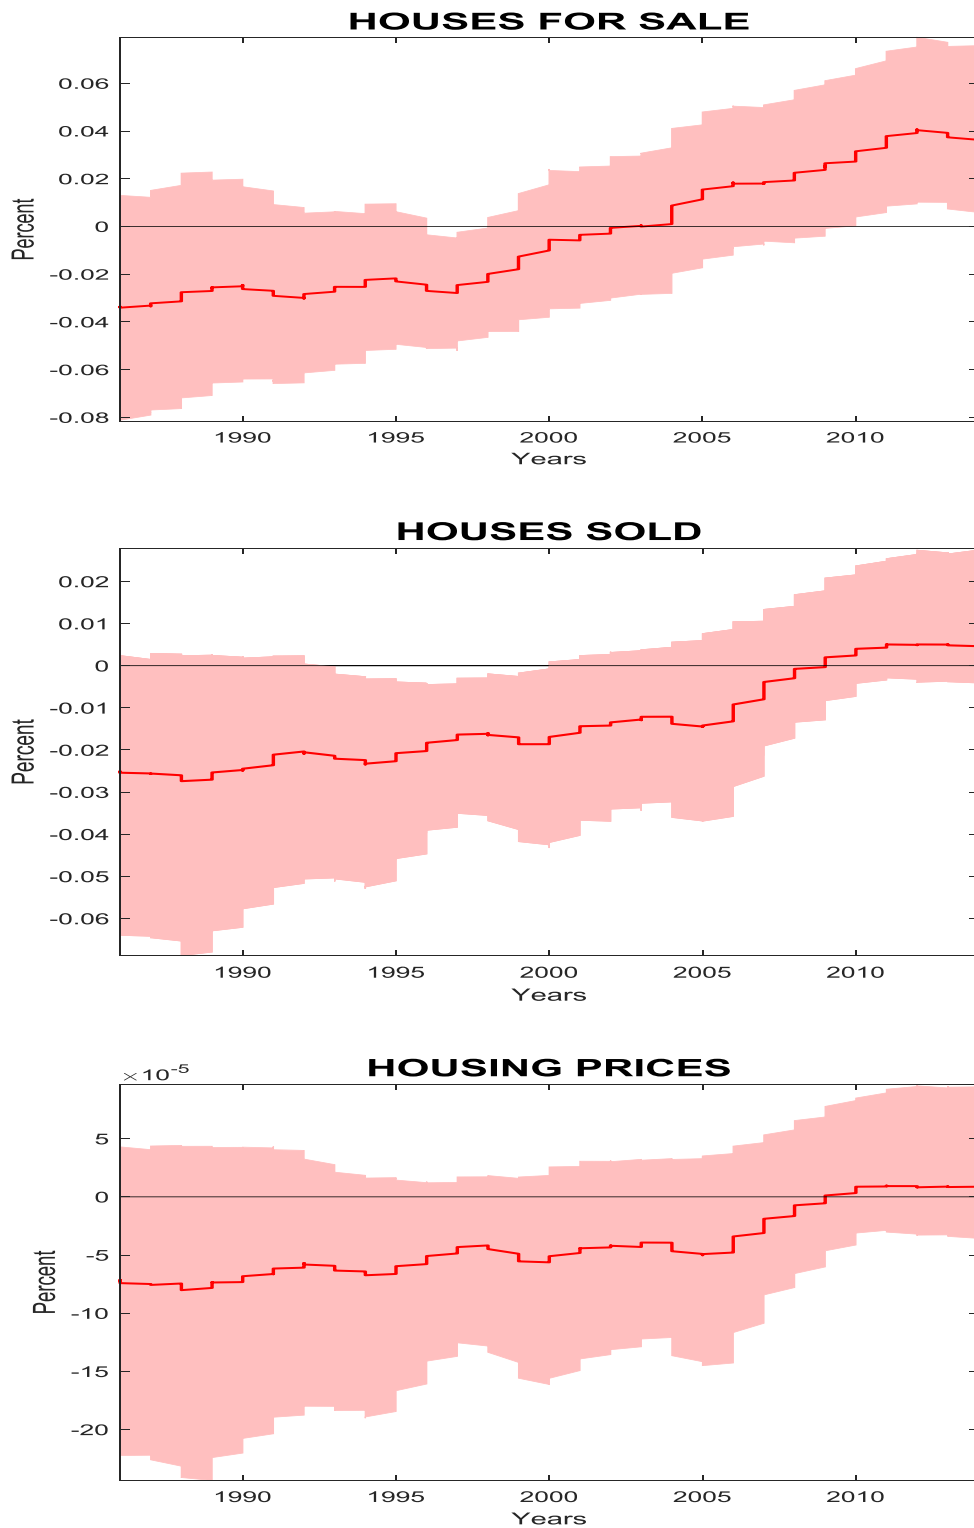 HOUSES FOR SALE
0.06
0.04
0.02
0
-0.02
-0.04
-0.06
-0.08
Percent
1990 1995 2000 2005 2010
Years
HOUSES SOLD
0.02
0.01
0
-0.01
-0.02
-0.03
-0.04
-0.05
-0.06
Percent
1990 1995 2000 2005 2010
Years
HOUSING PRICES
×10⁻⁵
5
0
-5
-10
-15
-20
Percent
1990 1995 2000 2005 2010
Years